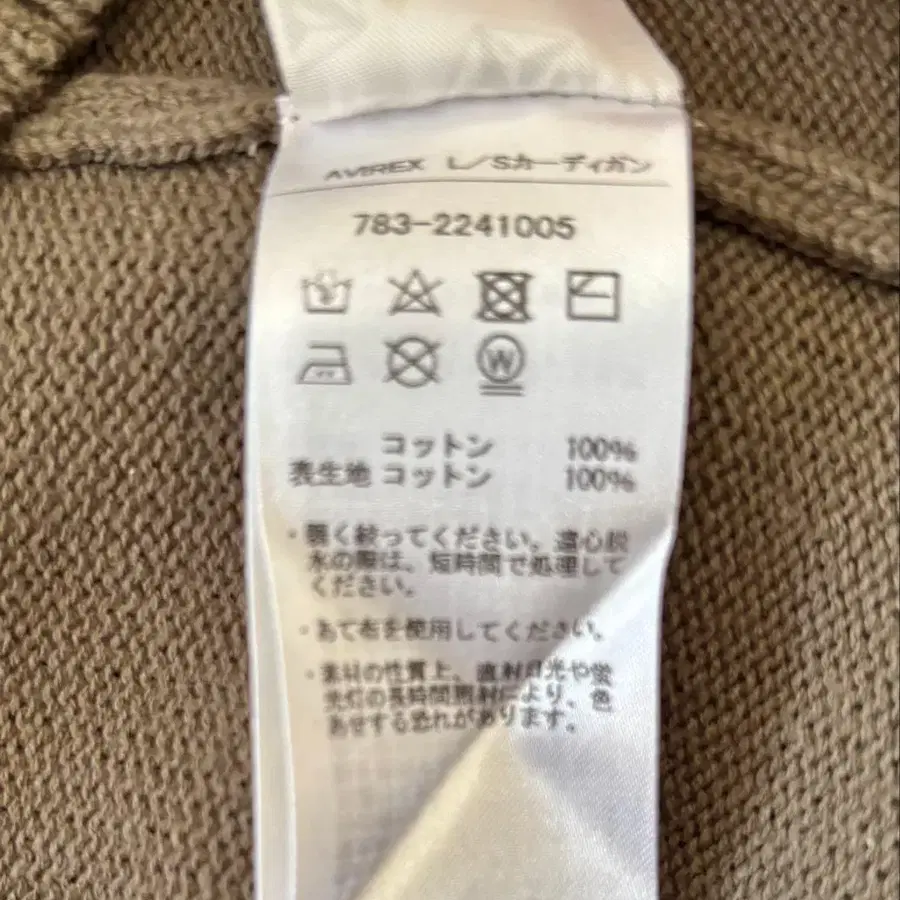 AVIREX L/Sカーディガン
783-2241005
W
コットン 100%
表生地 コットン 100%
・弱く絞ってください。遠心脱
水の際は、短時間で処理して
ください。
・あて布を使用してください。
・素材の性質上、直射日光や蛍
光灯の長時間照射により、色
あせする恐れがあります。